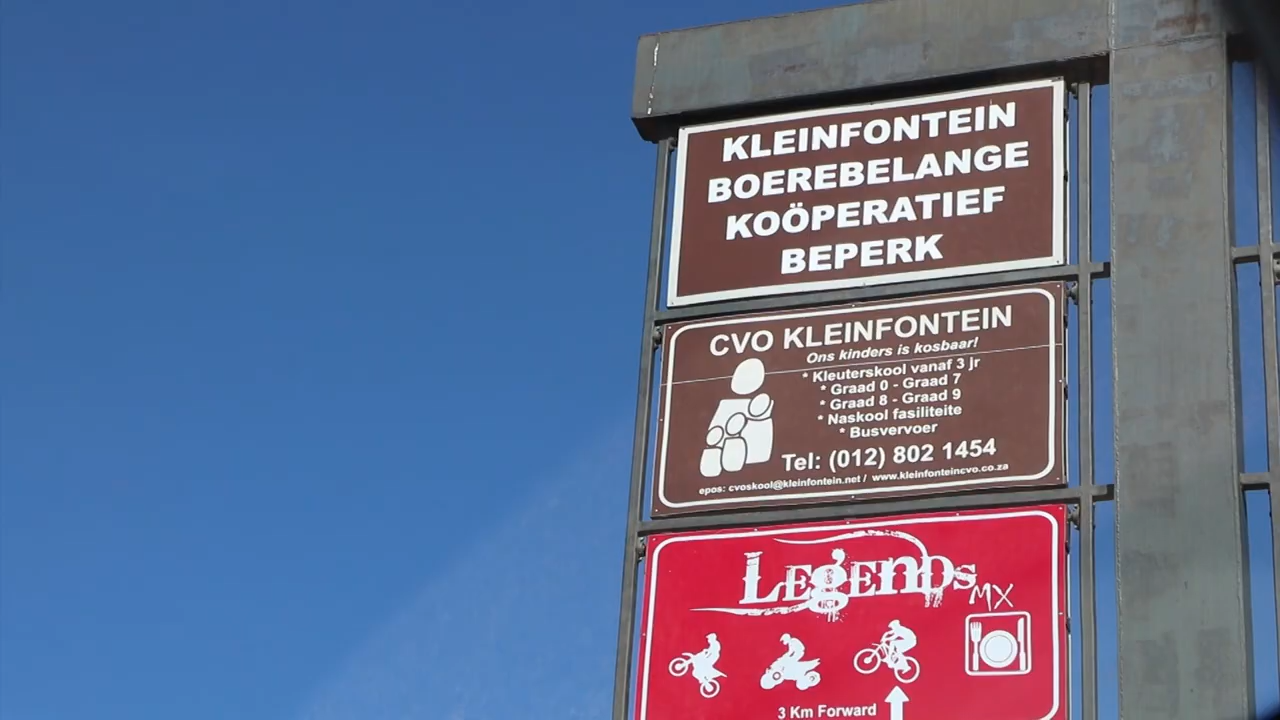 KLEINFONTEIN
BOEREBELANGE
KOÖPERATIEF
BEPERK
CVO KLEINFONTEIN
Ons kinders is kosbaar!
* Kleuterskool vanaf 3 jr
* Graad 0 - Graad 7
* Graad 8 - Graad 9
* Naskool fasiliteite
* Busvervoer
Tel: (012) 802 1454
epos: cvoskool@kleinfontein.net / www.kleinfonteincvo.co.za
Legends
MX
3 Km Forward